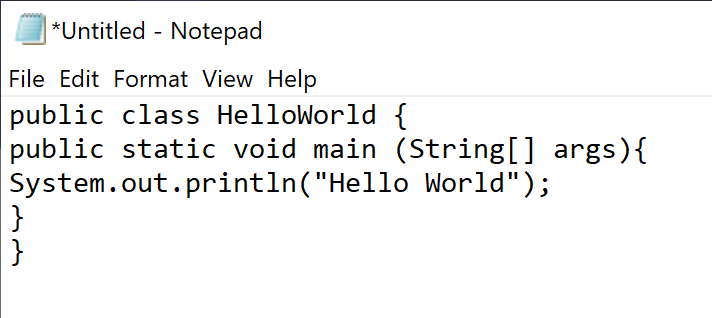 *Untitled - Notepad
File Edit Format View Help
public class HelloWorld {
public static void main (String[] args){
System.out.println("Hello World");
}
}